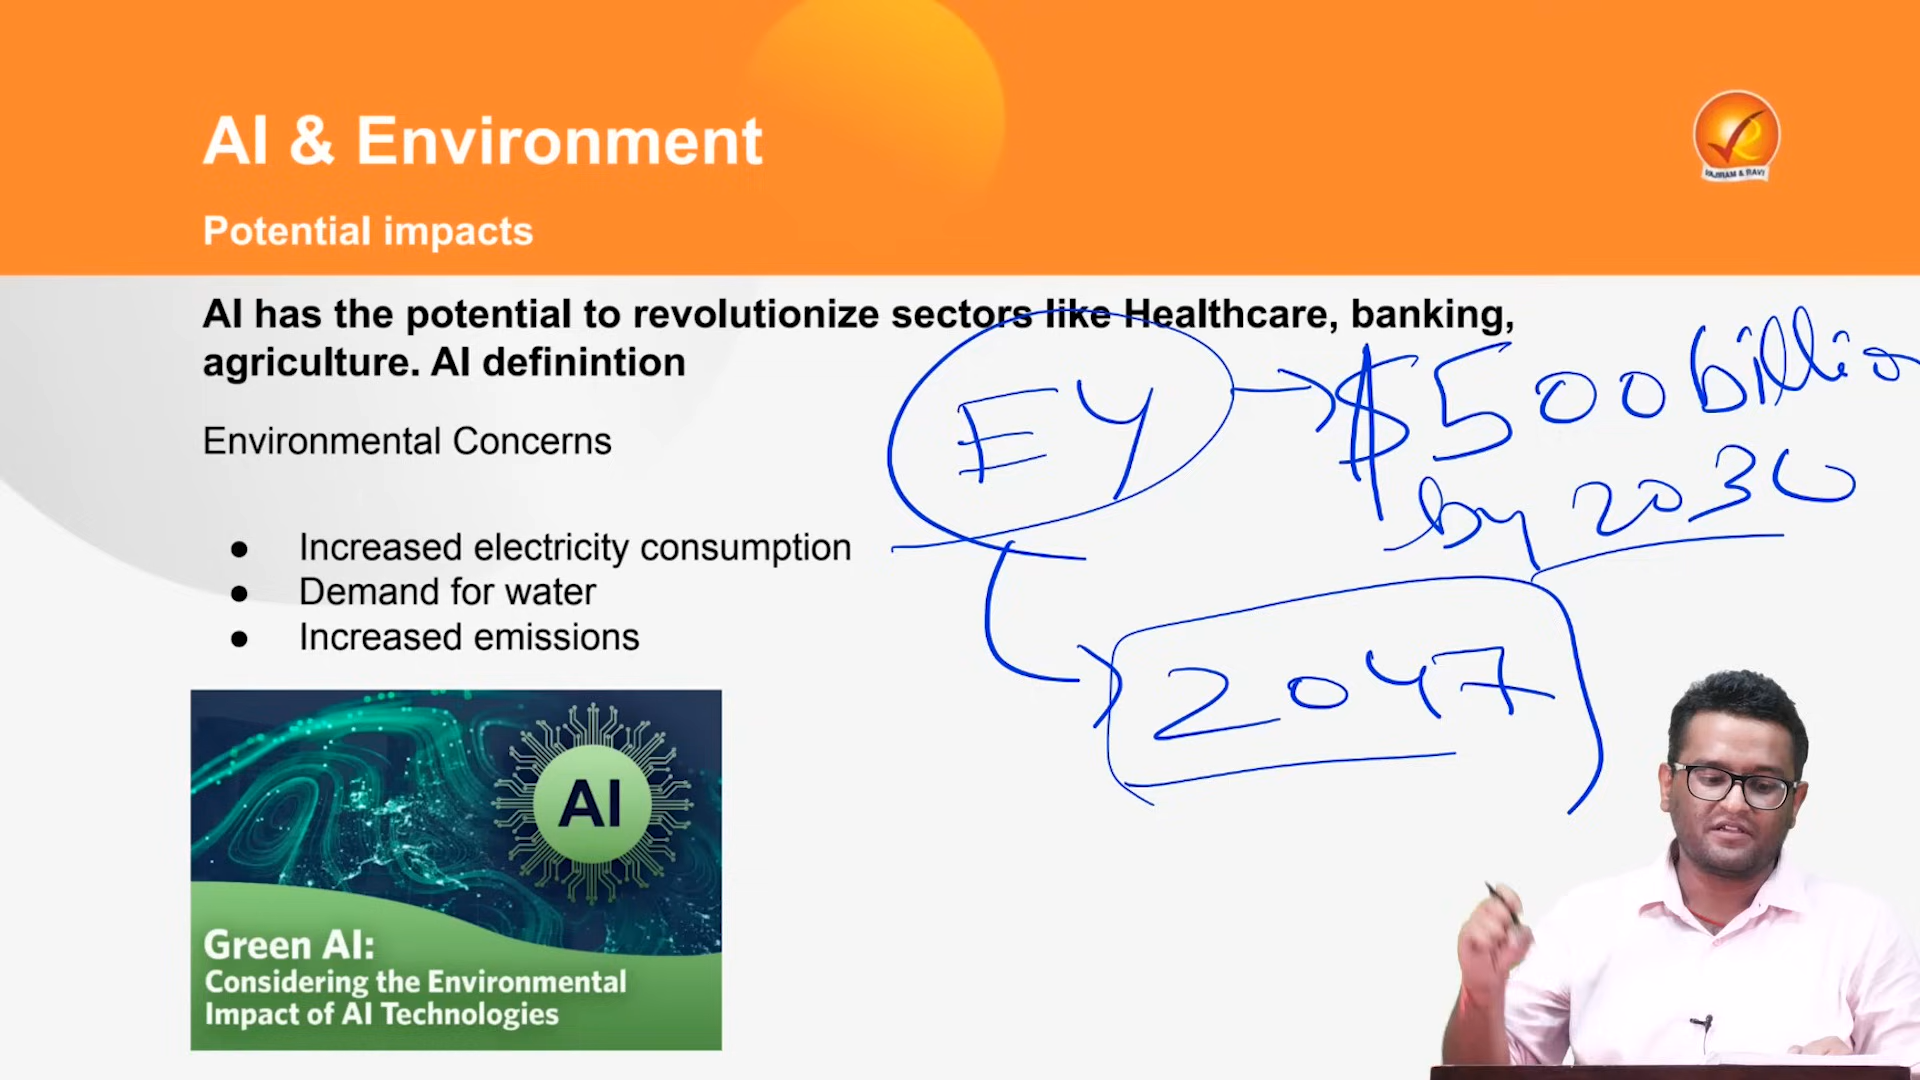 AI & Environment
VAJIRAM & RAVI
Potential impacts
AI has the potential to revolutionize sectors like Healthcare, banking,
agriculture. AI definintion
EY → $500 billion
by 2030
2047
Environmental Concerns
● Increased electricity consumption
● Demand for water
● Increased emissions
AI
Green AI:
Considering the Environmental
Impact of AI Technologies